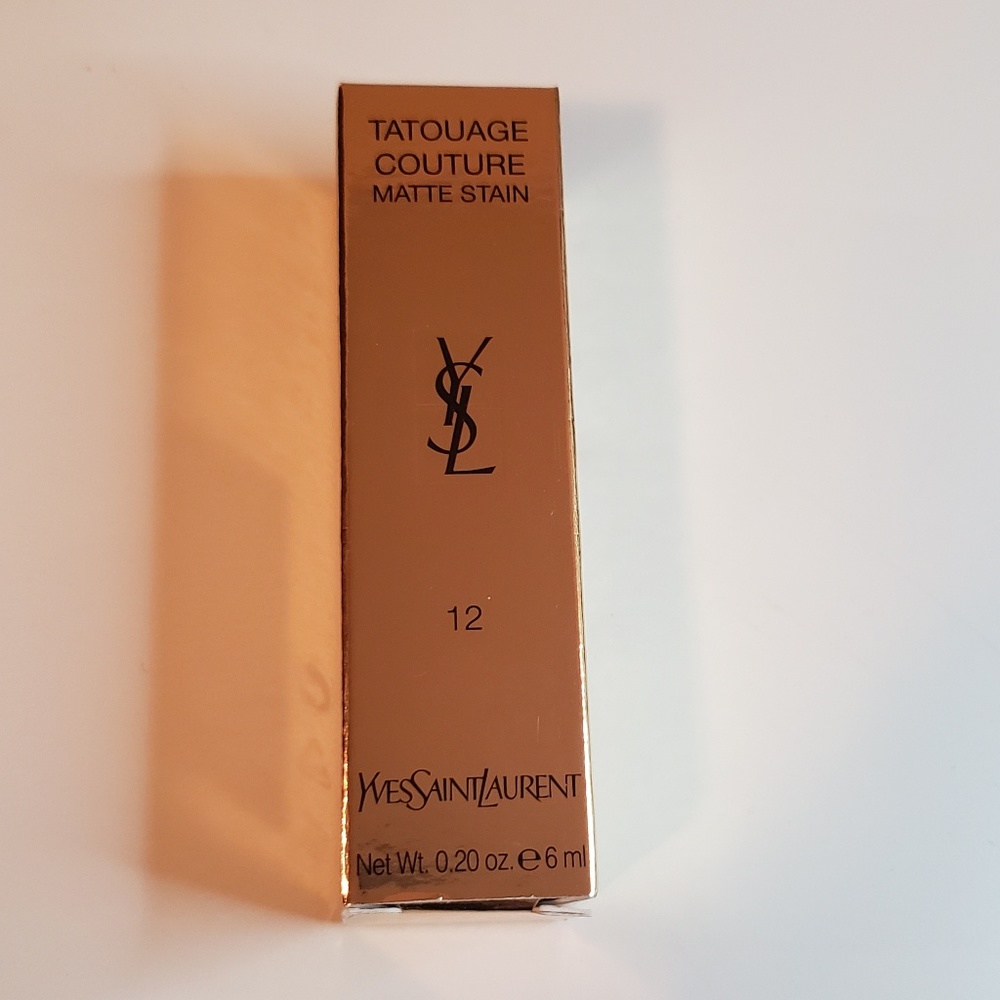 TATOUAGE
COUTURE
MATTE STAIN
YSL
12
YVESSAINTLAURENT
Net Wt. 0.20 oz. ℮ 6 ml